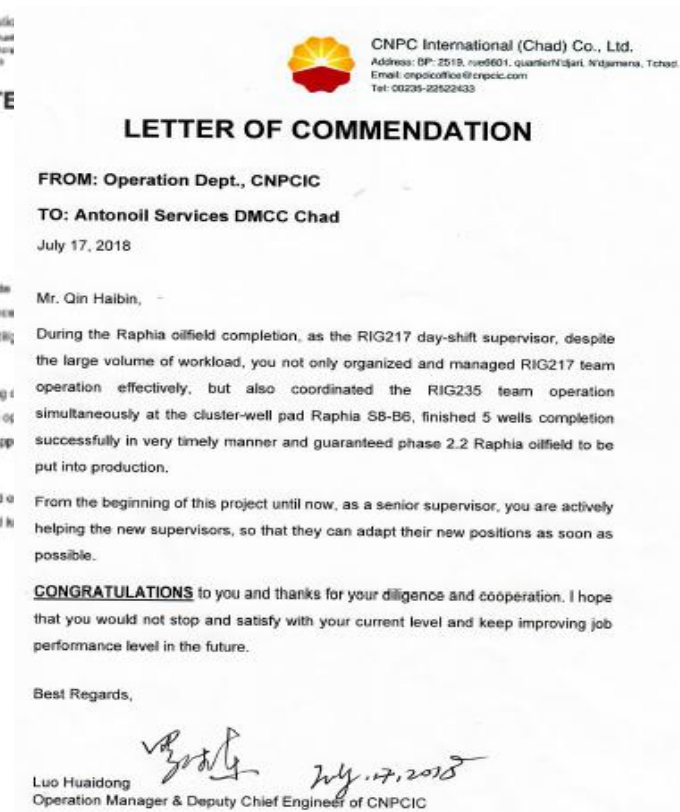 CNPC International (Chad) Co., Ltd.
Address: BP: 2519, rue6601, quartierN'djari, N'djamena, Tchad.
Email: cnpcicoffice@cnpcic.com
Tel: 00235-22522433
LETTER OF COMMENDATION
FROM: Operation Dept., CNPCIC
TO: Antonoil Services DMCC Chad
July 17, 2018
Mr. Qin Haibin,
During the Raphia oilfield completion, as the RIG217 day-shift supervisor, despite
the large volume of workload, you not only organized and managed RIG217 team
operation effectively, but also coordinated the RIG235 team operation
simultaneously at the cluster-well pad Raphia S8-B6, finished 5 wells completion
successfully in very timely manner and guaranteed phase 2.2 Raphia oilfield to be
put into production.
From the beginning of this project until now, as a senior supervisor, you are actively
helping the new supervisors, so that they can adapt their new positions as soon as
possible.
CONGRATULATIONS to you and thanks for your diligence and cooperation. I hope
that you would not stop and satisfy with your current level and keep improving job
performance level in the future.
Best Regards,
July.17,2018
Luo Huaidong
Operation Manager & Deputy Chief Engineer of CNPCIC